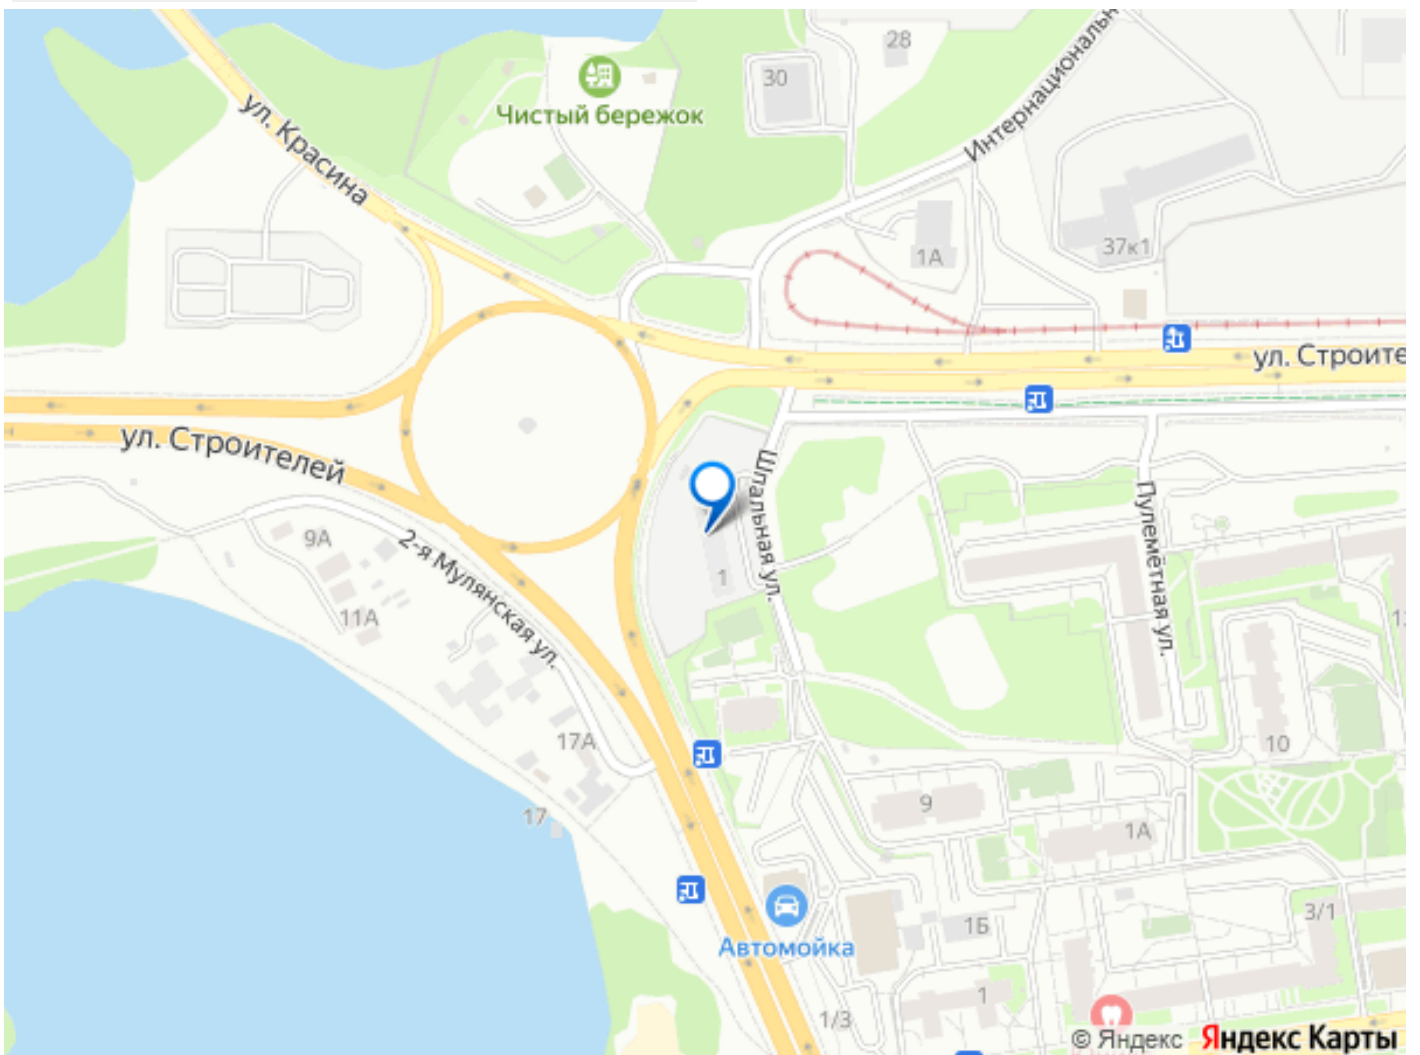 28
Интернациональн
30
Чистый бережок
ул. Красина
1А
37к1
ул. Строите
ул. Строителей
Шпальная ул.
Пулемётная ул.
9А
2-я Мулянская ул.
1
11А
17А
10
9
17
1А
3/1
1Б
Автомойка
1
1/3
© Яндекс Яндекс Карты